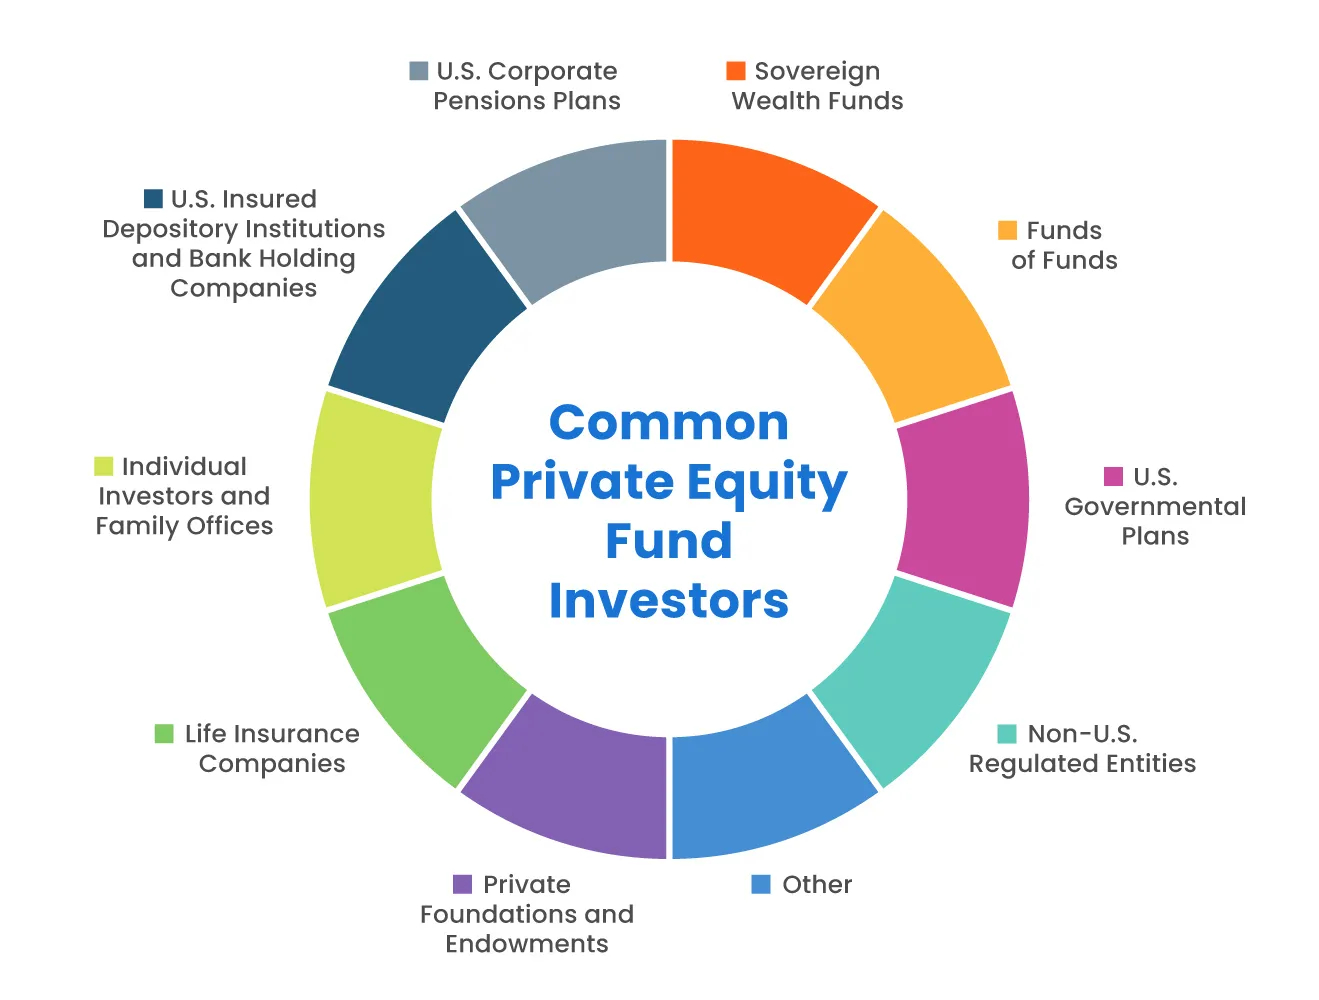 U.S. Corporate
Pensions Plans
Sovereign
Wealth Funds
U.S. Insured
Depository Institutions
and Bank Holding
Companies
Funds
of Funds
Common
Private Equity
Fund
Investors
Individual
Investors and
Family Offices
U.S.
Governmental
Plans
Life Insurance
Companies
Non-U.S.
Regulated Entities
Private
Foundations and
Endowments
Other